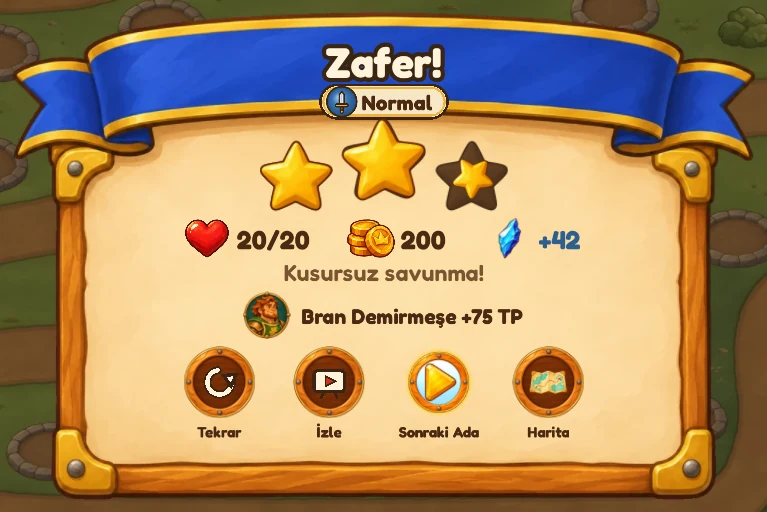 Zafer!
Normal
20/20 200 +42
Kusursuz savunma!
Bran Demirmeşe +75 TP
Tekrar İzle Sonraki Ada Harita